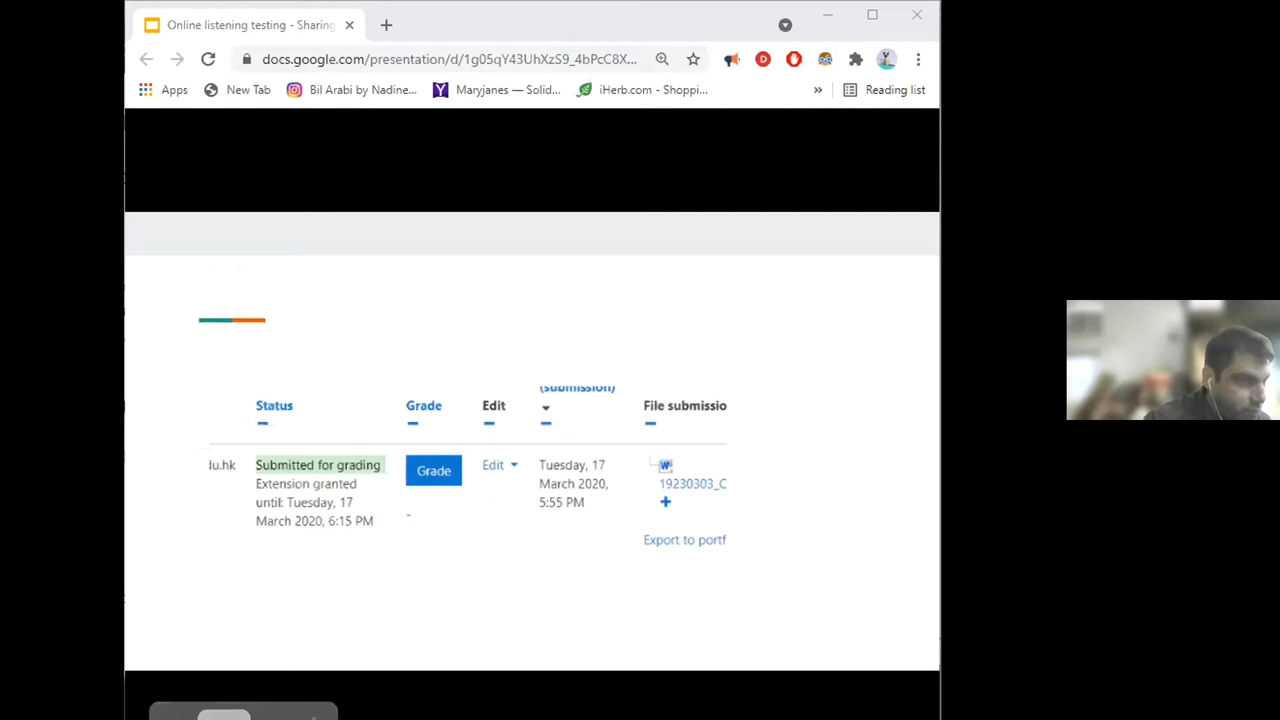 Online listening testing - Sharing
docs.google.com/presentation/d/1g05qY43UhXzS9_4bPcC8X...
Apps New Tab Bil Arabi by Nadine... Maryjanes — Solid... iHerb.com - Shoppi... » Reading list
(submission)
Status Grade Edit File submissio
du.hk Submitted for grading Grade Edit Tuesday, 17
Extension granted March 2020, 19230303_C
until: Tuesday, 17 5:55 PM
March 2020, 6:15 PM -
Export to portf